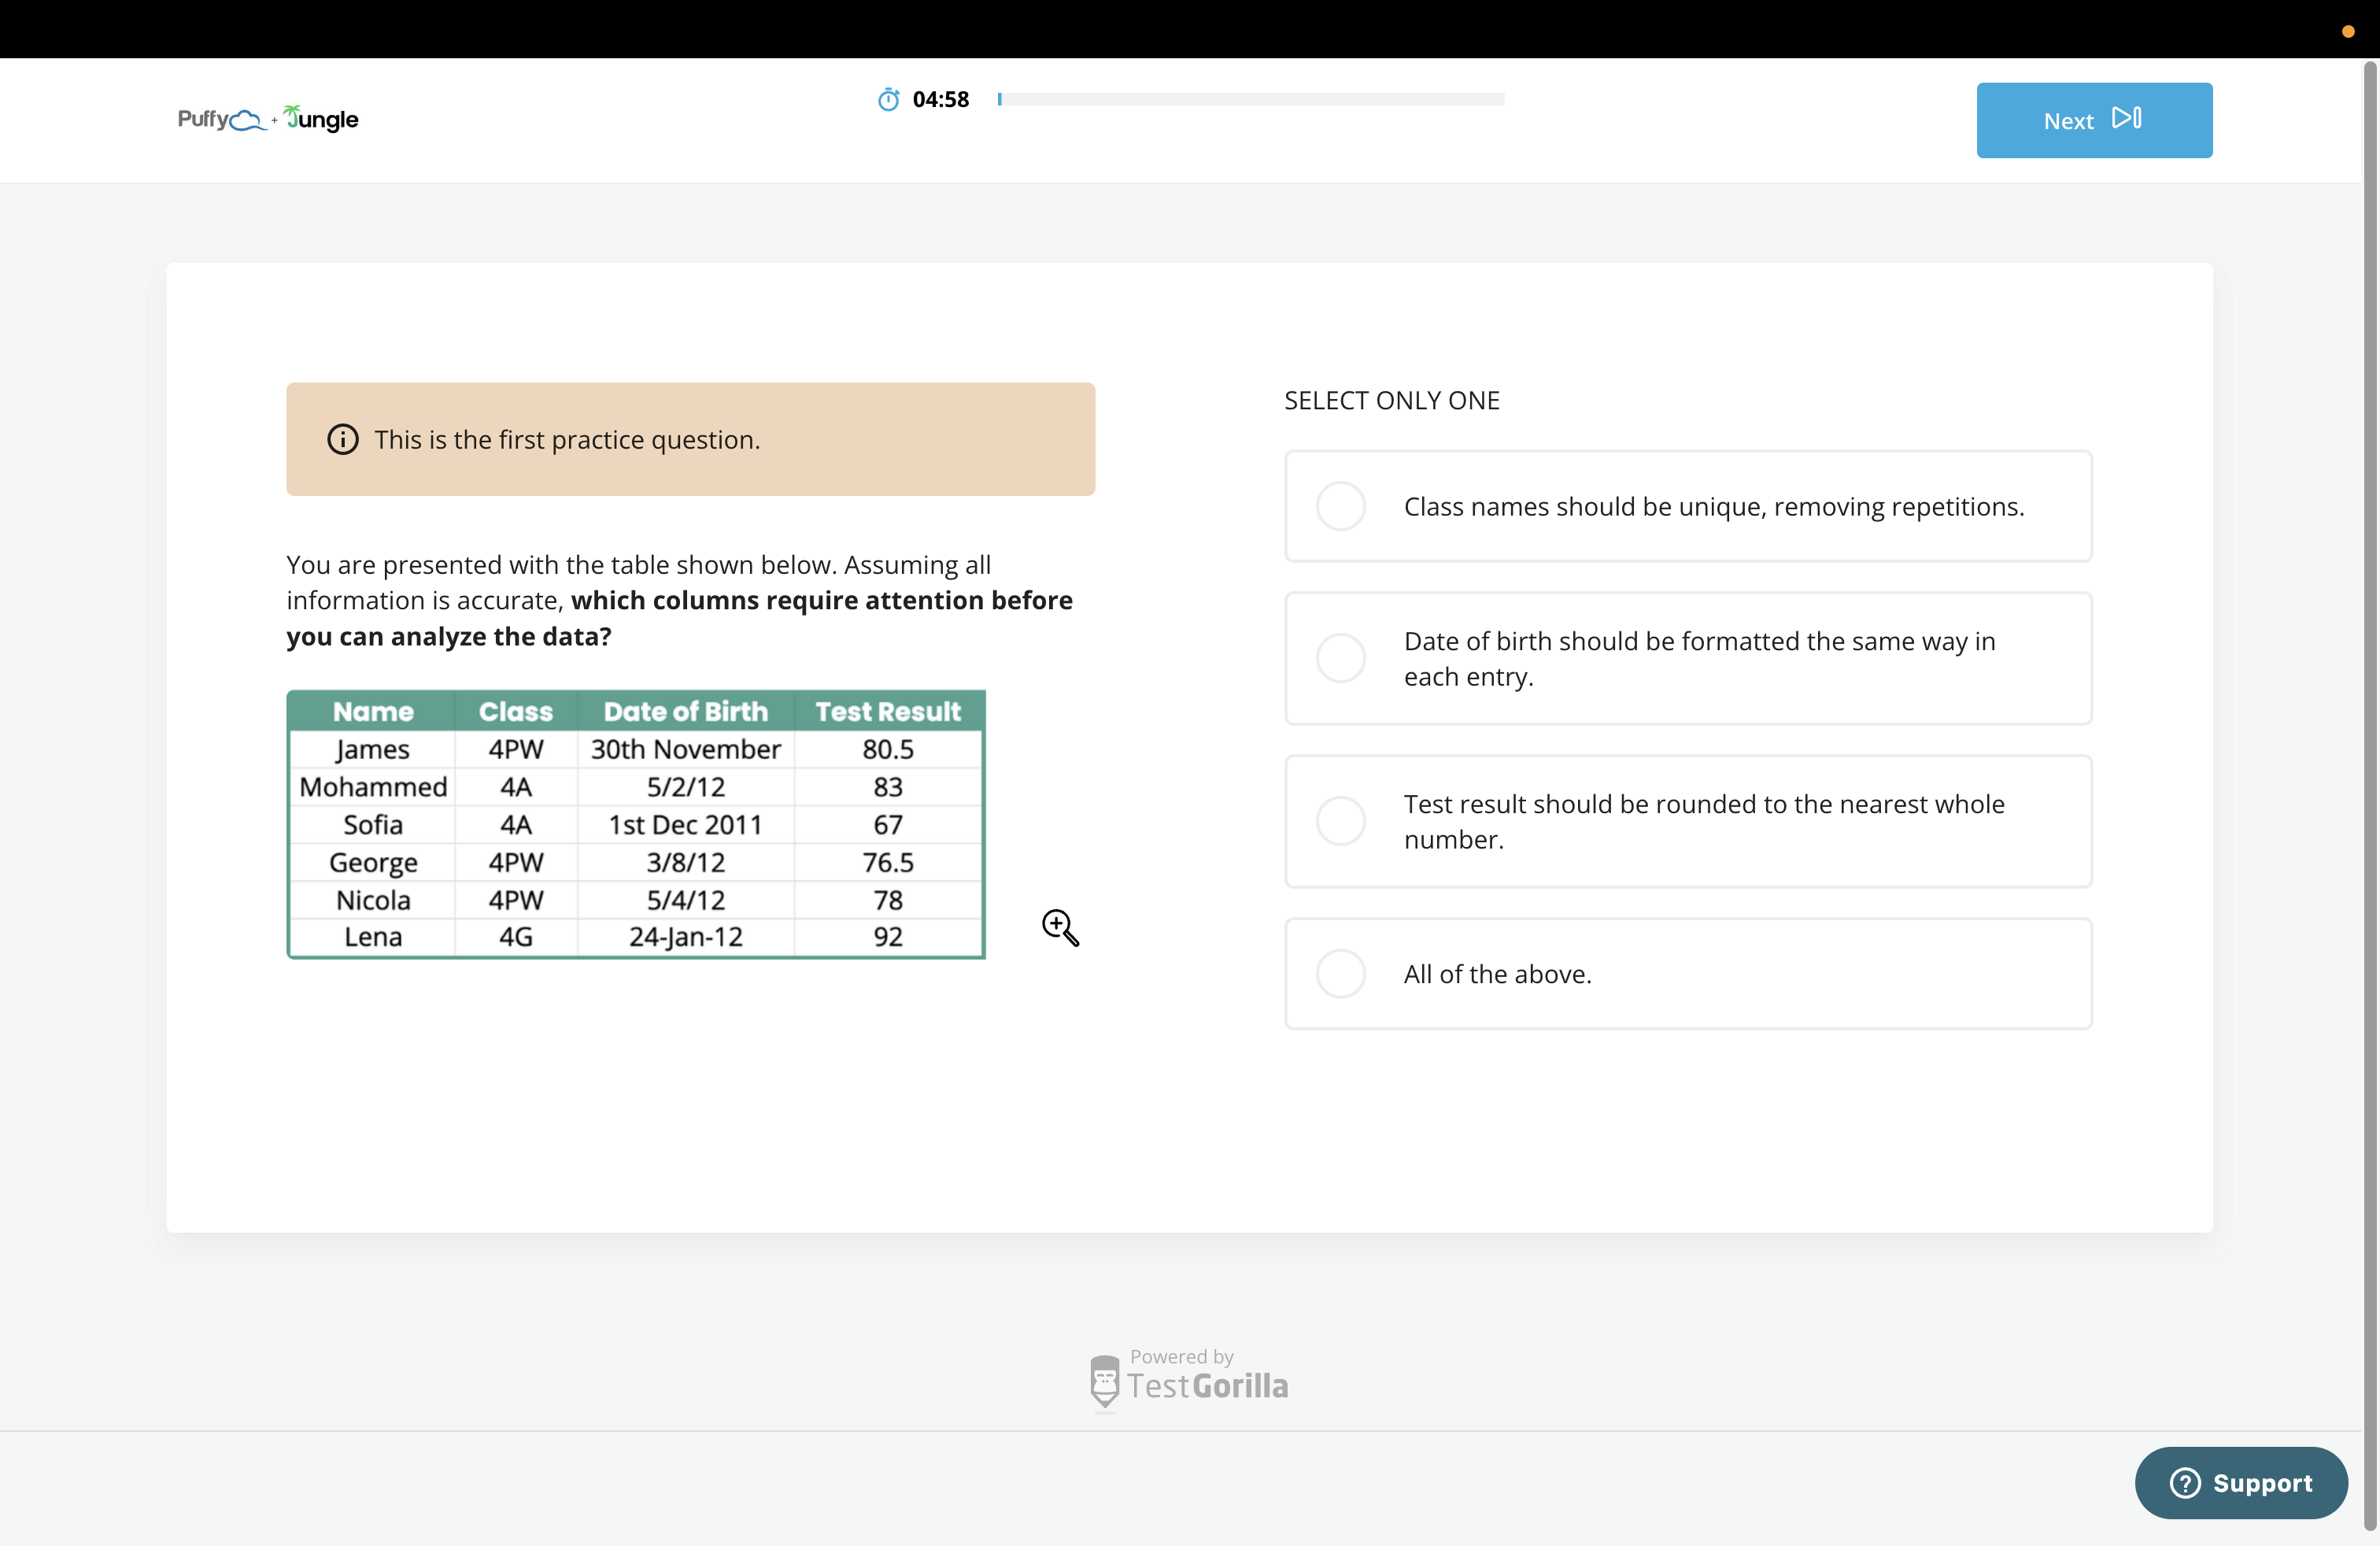 Puffy + Jungle
04:58
Next
This is the first practice question.
You are presented with the table shown below. Assuming all
information is accurate, which columns require attention before
you can analyze the data?
Name Class Date of Birth Test Result
James 4PW 30th November 80.5
Mohammed 4A 5/2/12 83
Sofia 4A 1st Dec 2011 67
George 4PW 3/8/12 76.5
Nicola 4PW 5/4/12 78
Lena 4G 24-Jan-12 92
SELECT ONLY ONE
Class names should be unique, removing repetitions.
Date of birth should be formatted the same way in
each entry.
Test result should be rounded to the nearest whole
number.
All of the above.
Powered by
TestGorilla
Support